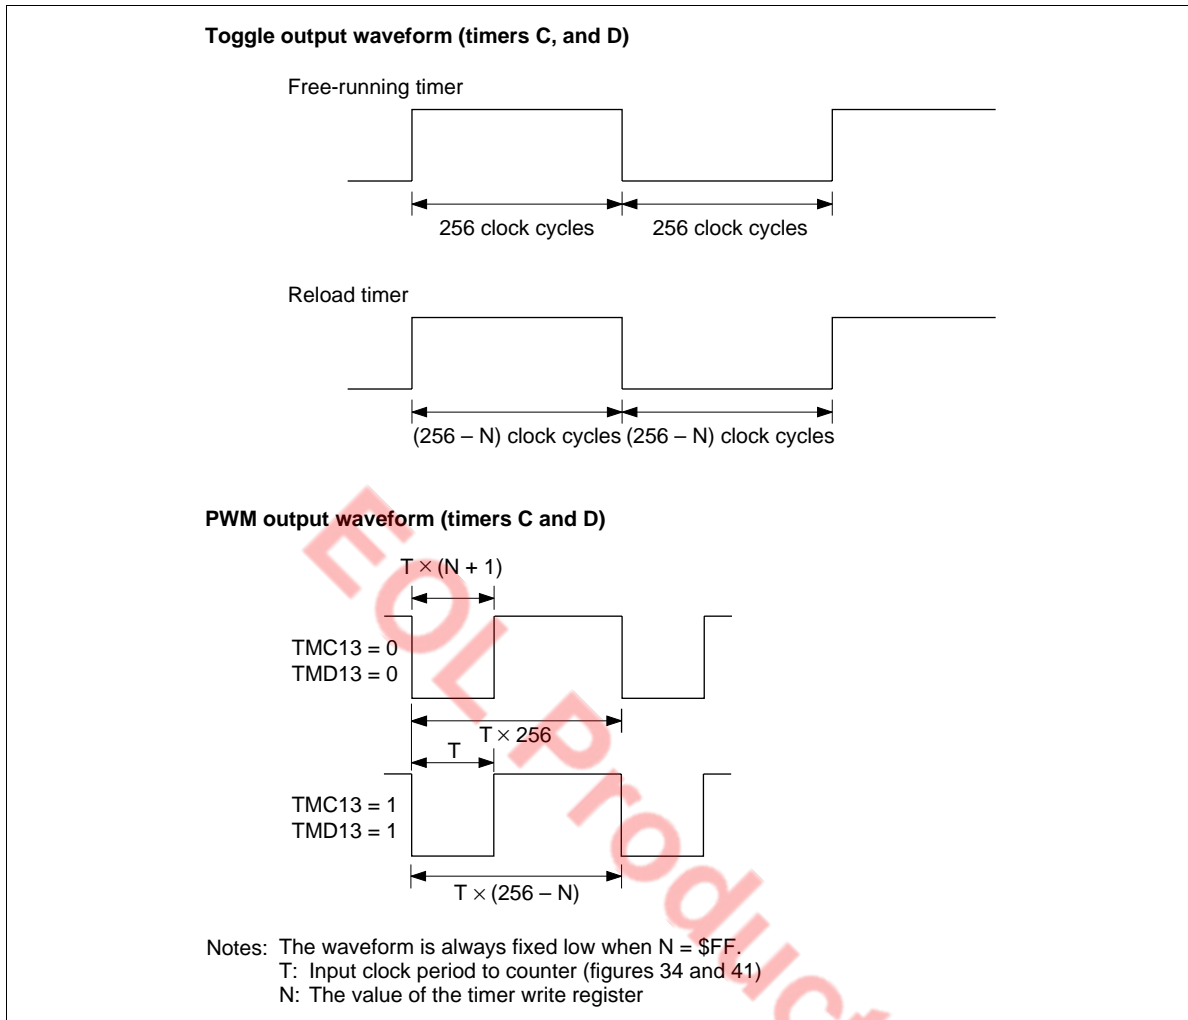 Toggle output waveform (timers C, and D)
Free-running timer
256 clock cycles 256 clock cycles
Reload timer
(256 – N) clock cycles (256 – N) clock cycles
PWM output waveform (timers C and D)
T × (N + 1)
TMC13 = 0
TMD13 = 0
T × 256
T
TMC13 = 1
TMD13 = 1
T × (256 – N)
Notes: The waveform is always fixed low when N = $FF.
T: Input clock period to counter (figures 34 and 41)
N: The value of the timer write register
EOL Product